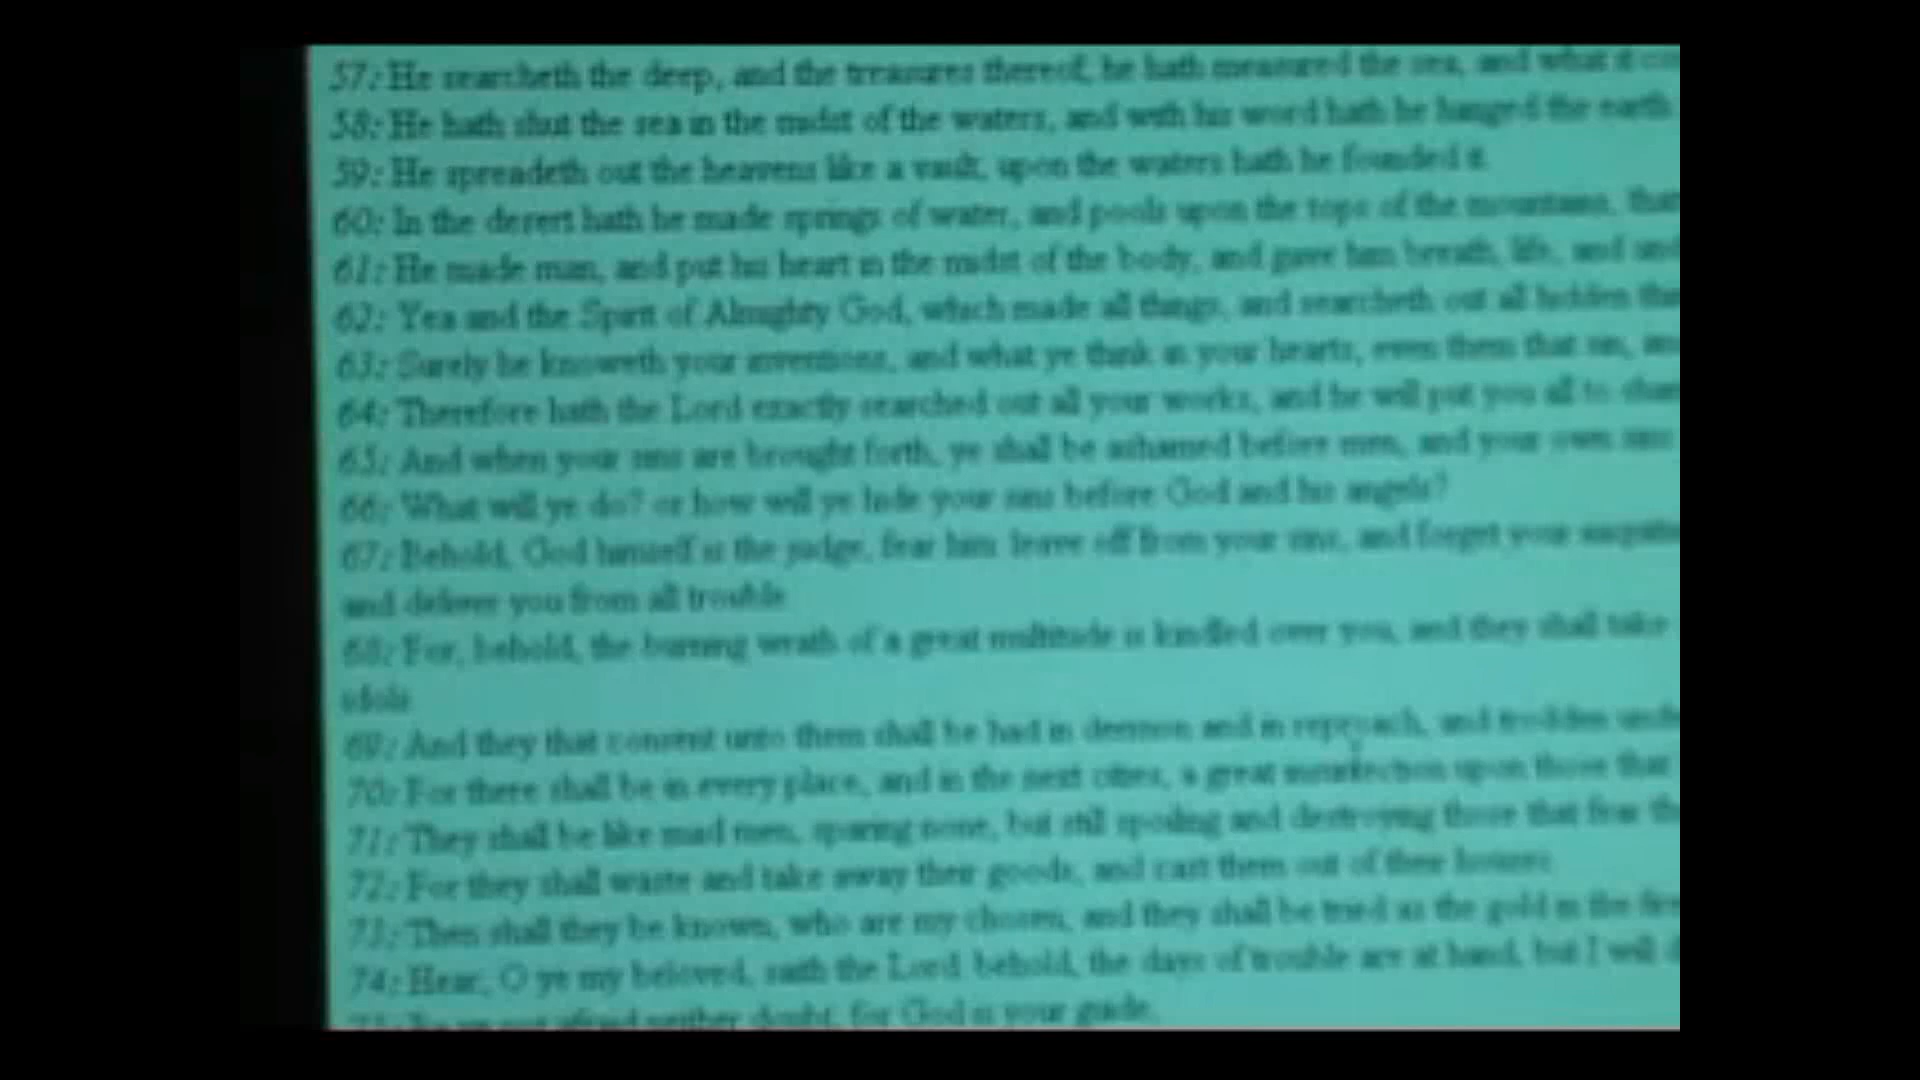 57: He searcheth the deep, and the treasures thereof, he hath measured the sea, and what it
58: He hath shut the sea in the midst of the waters, and with his word hath he hanged the earth
59: He spreadeth out the heavens like a vault, upon the waters hath he founded it.
60: In the desert hath he made springs of water, and pools upon the tops of the mountains, that
61: He made man, and put his heart in the midst of the body, and gave him breath, life, and
62: Yea and the Spirit of Almighty God, which made all things, and searcheth out all hidden
63: Surely he knoweth your inventions, and what ye think in your hearts, even them that sin,
64: Therefore hath the Lord exactly searched out all your works, and he will put you all to
65: And when your sins are brought forth, ye shall be ashamed before men, and your own sins
66: What will ye do? or how will ye hide your sins before God and his angels?
67: Behold, God himself is the judge, fear him: leave off from your sins, and forget your
and deliver you from all trouble.
68: For, behold, the burning wrath of a great multitude is kindled over you, and they shall take
idols.
69: And they that consent unto them shall be had in derision and in reproach, and trodden
70: For there shall be in every place, and in the next cities, a great insurrection upon those that
71: They shall be like mad men, sparing none, but still spoiling and destroying those that fear
72: For they shall waste and take away their goods, and cast them out of their houses.
73: Then shall they be known, who are my chosen, and they shall be tried as the gold in the
74: Hear, O ye my beloved, saith the Lord: behold, the days of trouble are at hand, but I will
afraid neither doubt, for God is your guide,